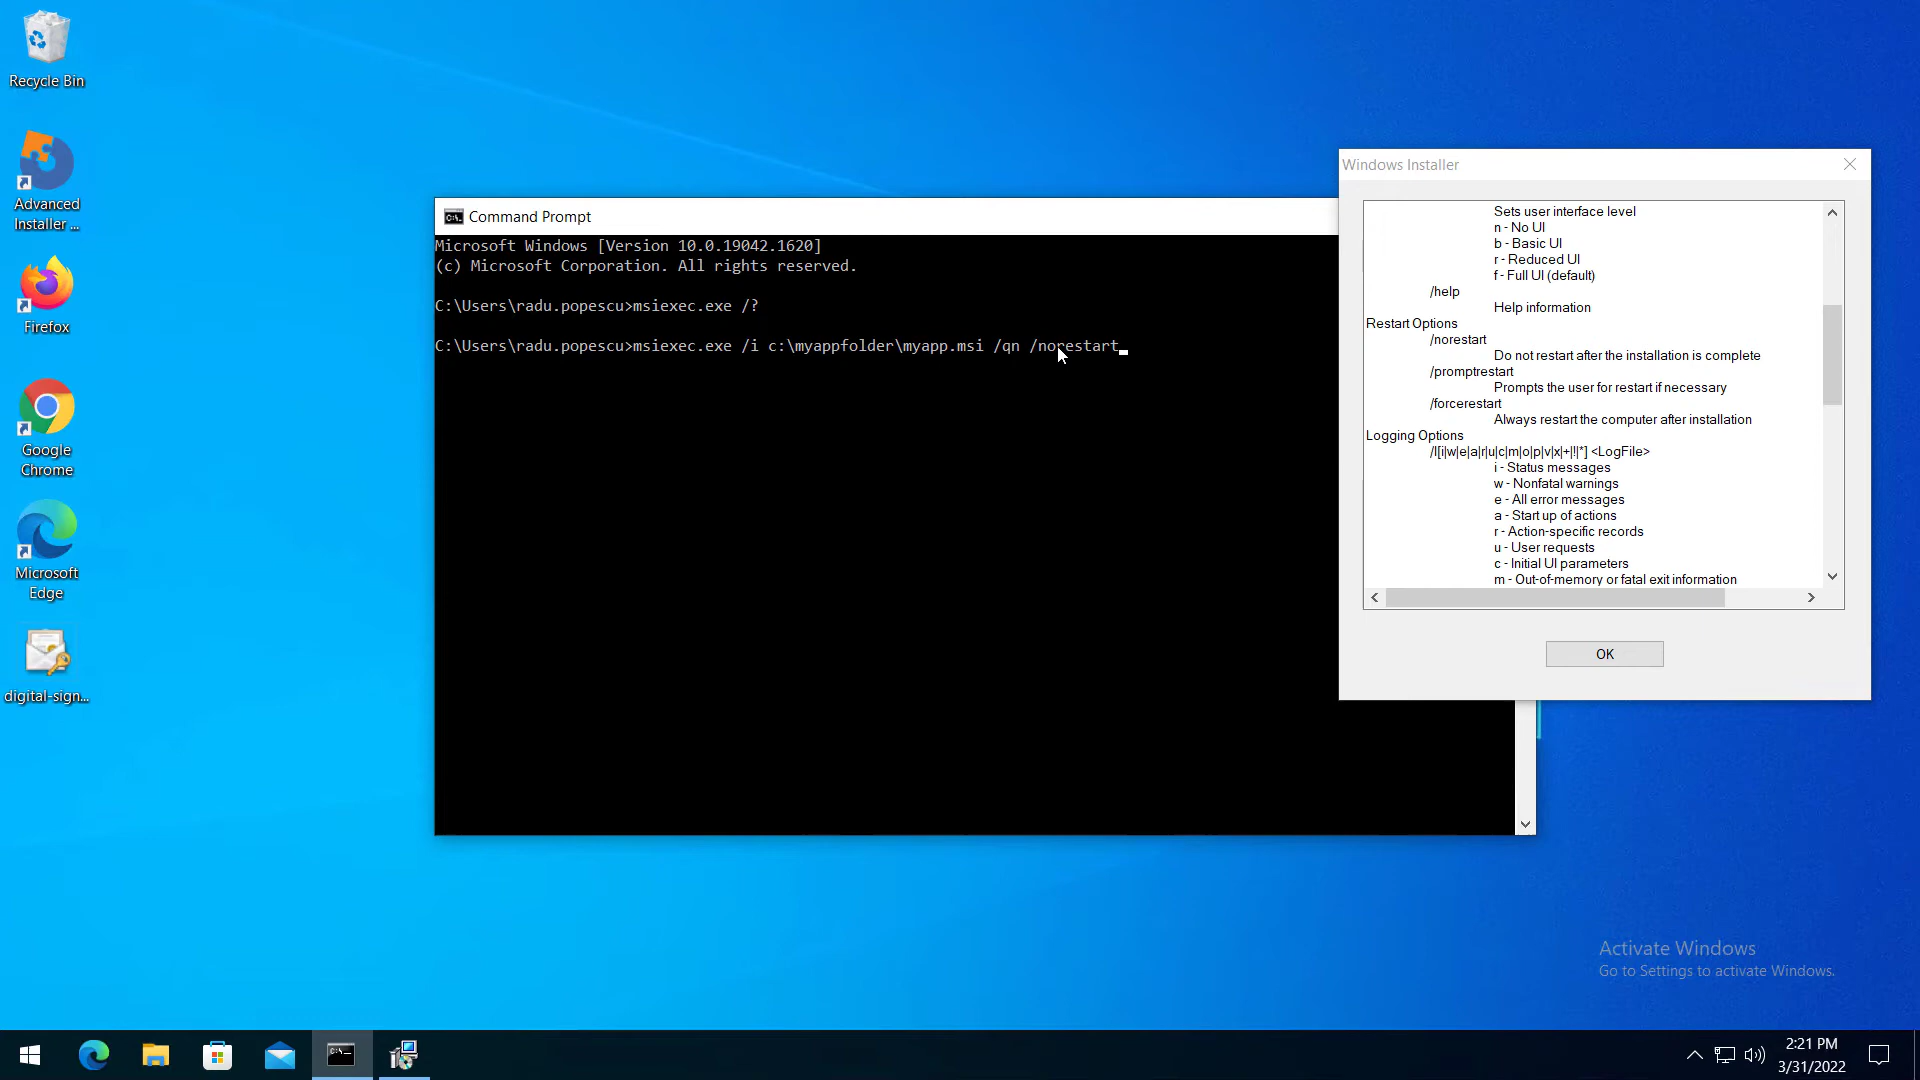 Recycle Bin
Advanced
Installer ...
Firefox
Google
Chrome
Microsoft
Edge
digital-sign...
Command Prompt
Microsoft Windows [Version 10.0.19042.1620]
(c) Microsoft Corporation. All rights reserved.
C:\Users\radu.popescu>msiexec.exe /?
C:\Users\radu.popescu>msiexec.exe /i c:\myappfolder\myapp.msi /qn /norestart_
Windows Installer
Sets user interface level
n - No UI
b - Basic UI
r - Reduced UI
f - Full UI (default)
/help
Help information
Restart Options
/norestart
Do not restart after the installation is complete
/promptrestart
Prompts the user for restart if necessary
/forcerestart
Always restart the computer after installation
Logging Options
/l[i|w|e|a|r|u|c|m|o|p|v|x|+|!|*] <LogFile>
i - Status messages
w - Nonfatal warnings
e - All error messages
a - Start up of actions
r - Action-specific records
u - User requests
c - Initial UI parameters
m - Out-of-memory or fatal exit information
OK
Activate Windows
Go to Settings to activate Windows.
2:21 PM
3/31/2022